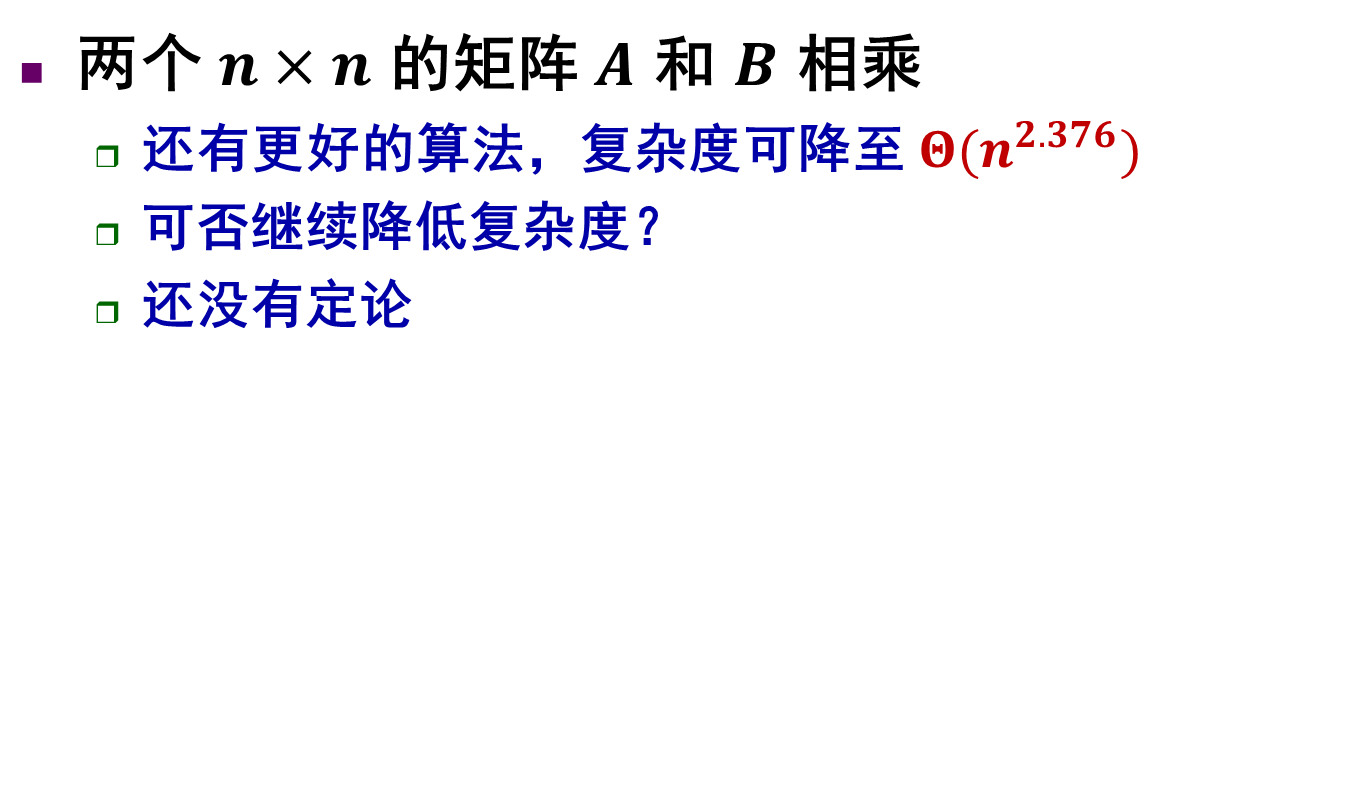 两个 n × n 的矩阵 A 和 B 相乘
还有更好的算法，复杂度可降至 Θ(n^2.376)
可否继续降低复杂度？
还没有定论